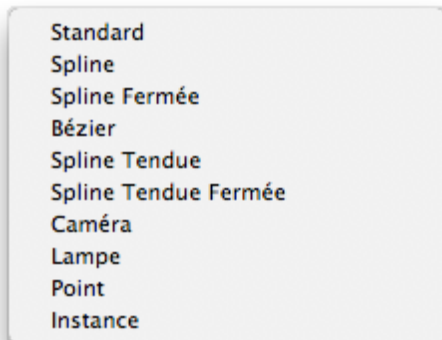 Standard
Spline
Spline Fermée
Bézier
Spline Tendue
Spline Tendue Fermée
Caméra
Lampe
Point
Instance